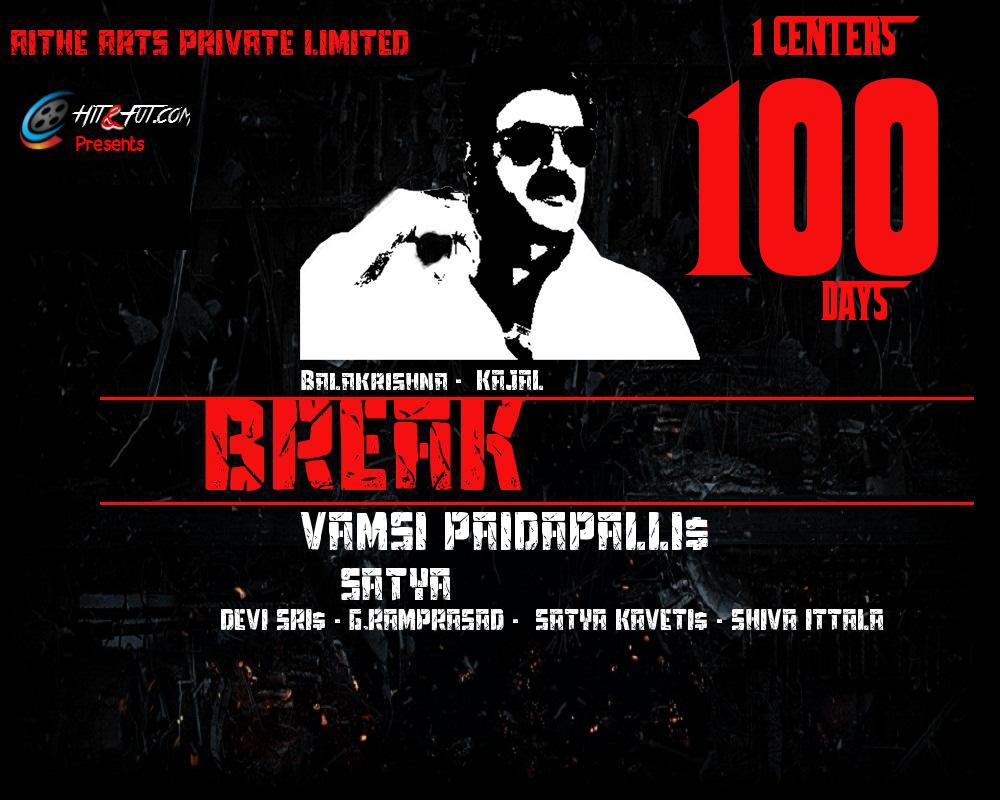 AITHE ARTS PRIVATE LIMITED
1 CENTERS
100
DAYS
HIT&FUT.COM
Presents
BALAKRISHNA - KAJAL
BREAK
VAMSI PAIDAPALLI$
SATYA
DEVI SRI$ - G.RAMPRASAD - SATYA KAVETI$ - SHIVA ITTALA